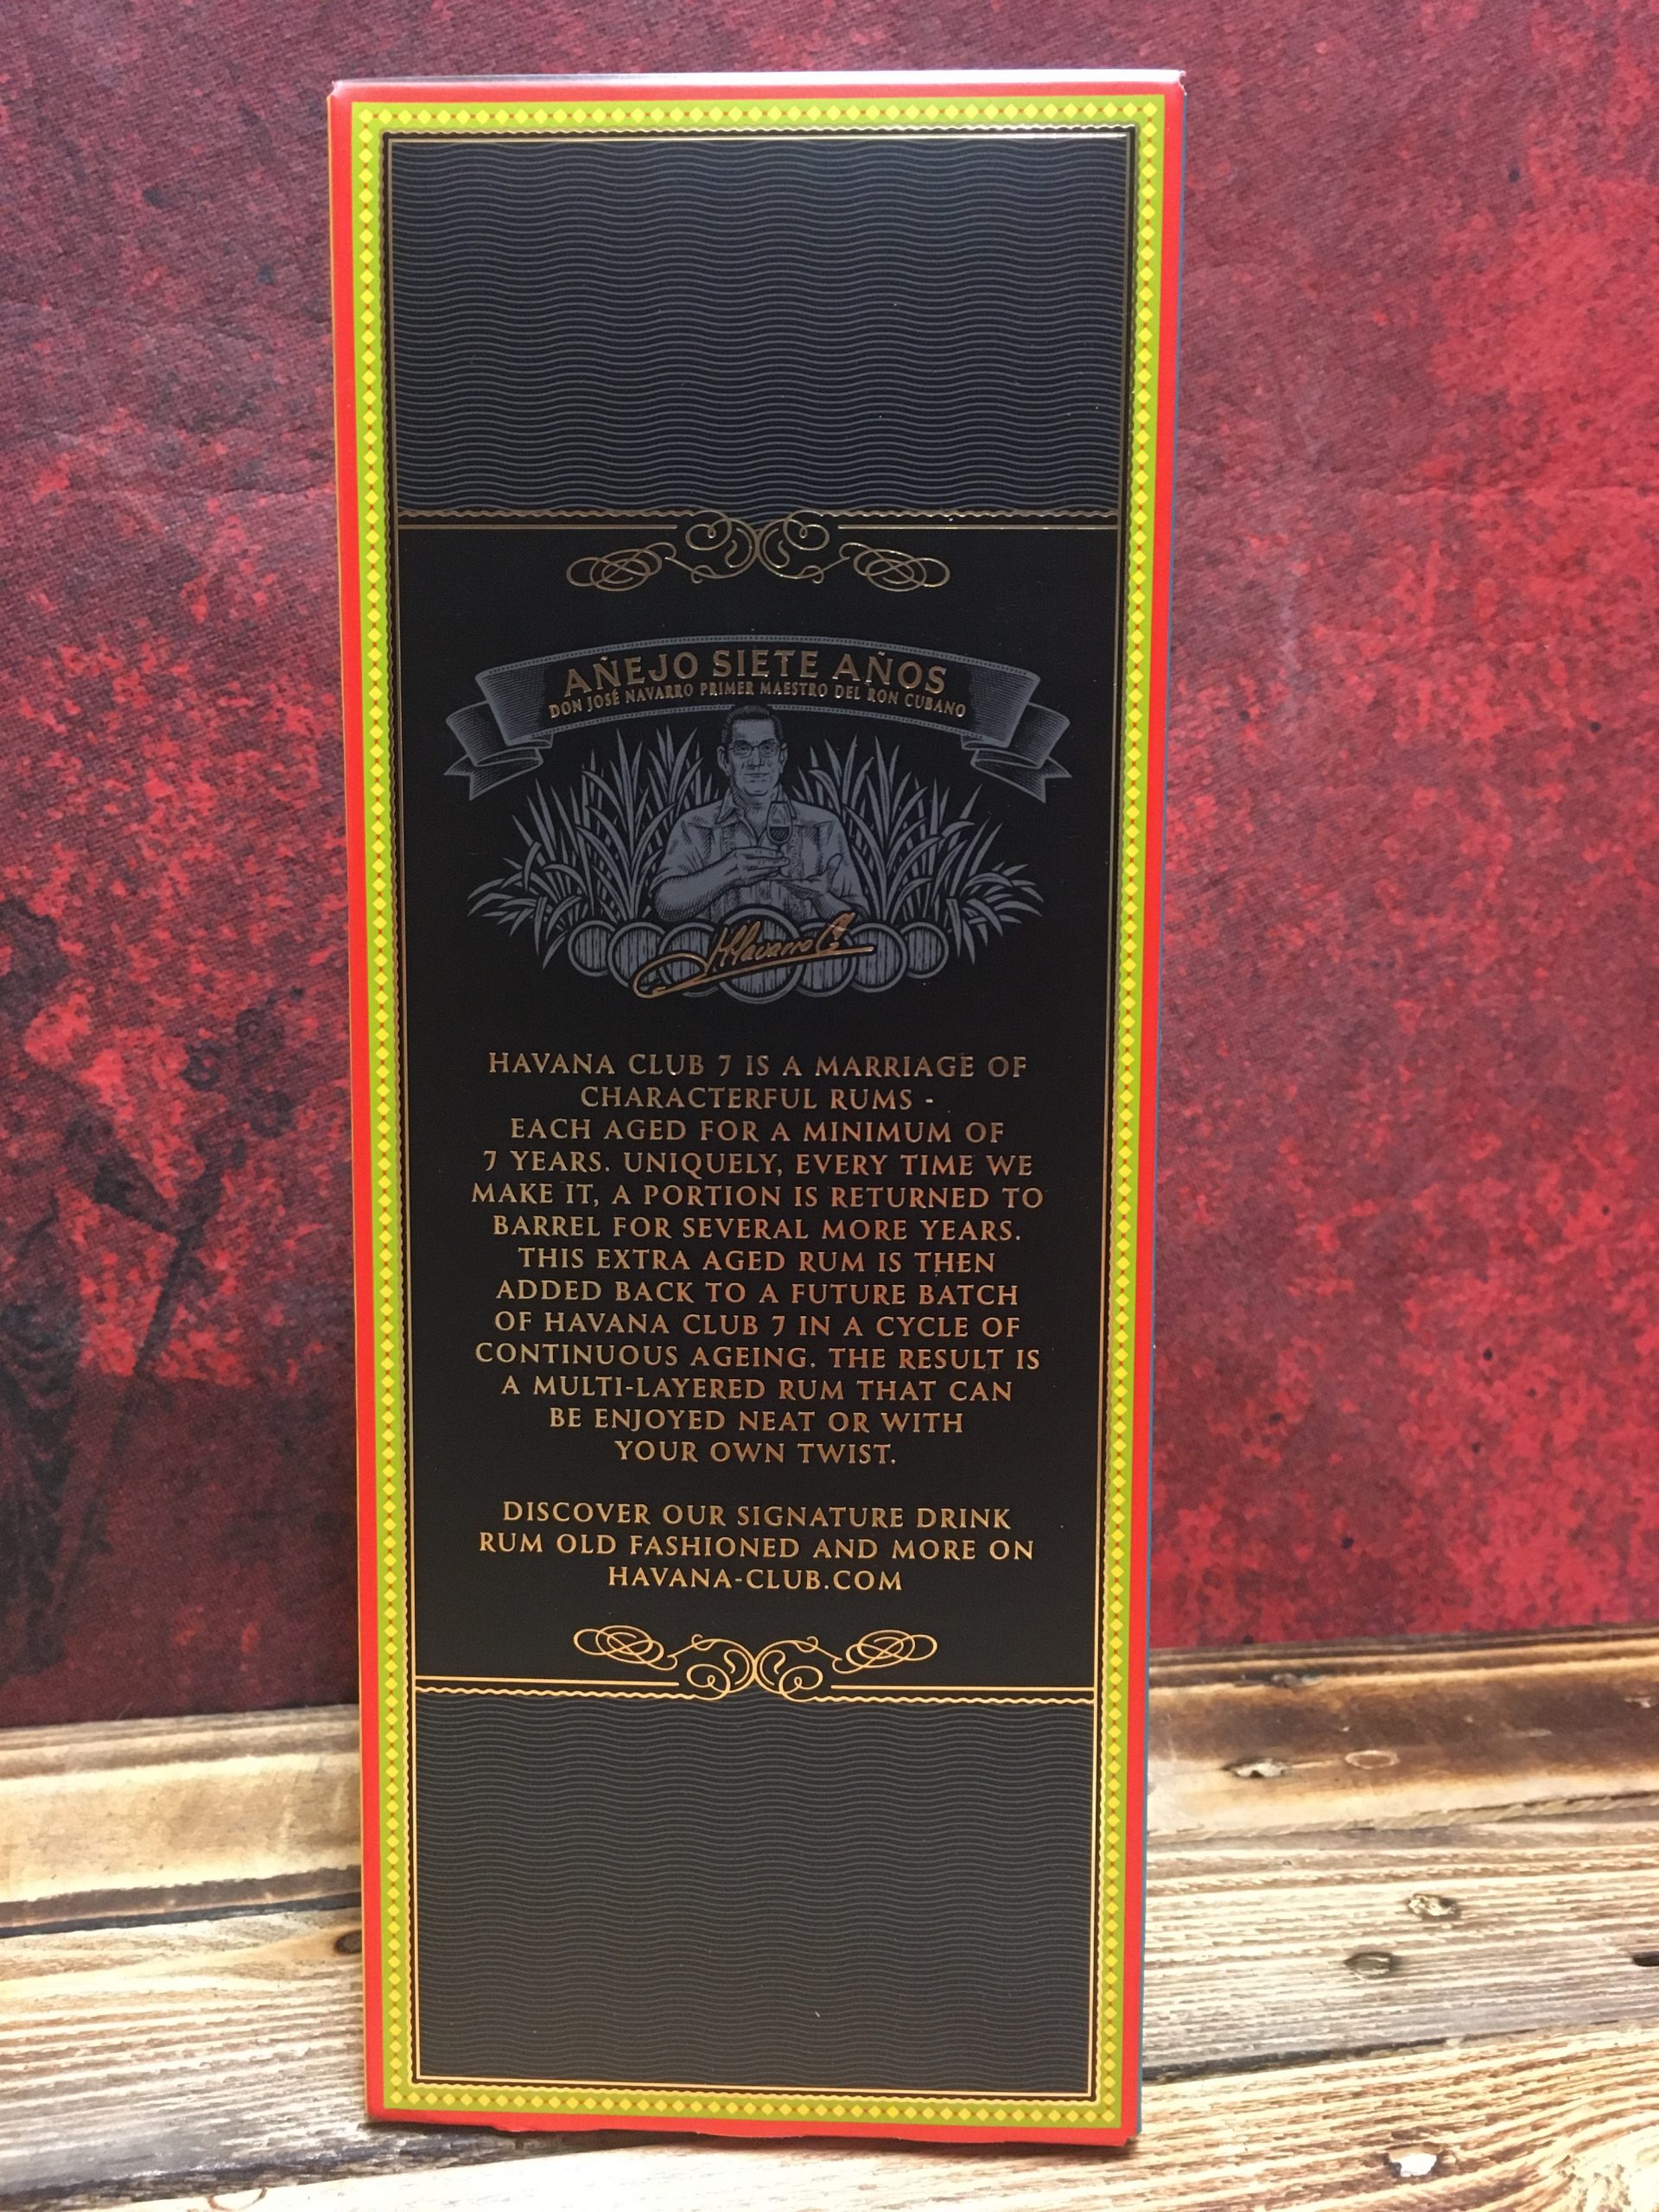 AÑEJO SIETE AÑOS
DON JOSÉ NAVARRO PRIMER MAESTRO DEL RON CUBANO
JNavarro C.
HAVANA CLUB 7 IS A MARRIAGE OF
CHARACTERFUL RUMS -
EACH AGED FOR A MINIMUM OF
7 YEARS. UNIQUELY, EVERY TIME WE
MAKE IT, A PORTION IS RETURNED TO
BARREL FOR SEVERAL MORE YEARS.
THIS EXTRA AGED RUM IS THEN
ADDED BACK TO A FUTURE BATCH
OF HAVANA CLUB 7 IN A CYCLE OF
CONTINUOUS AGEING. THE RESULT IS
A MULTI-LAYERED RUM THAT CAN
BE ENJOYED NEAT OR WITH
YOUR OWN TWIST.
DISCOVER OUR SIGNATURE DRINK
RUM OLD FASHIONED AND MORE ON
HAVANA-CLUB.COM